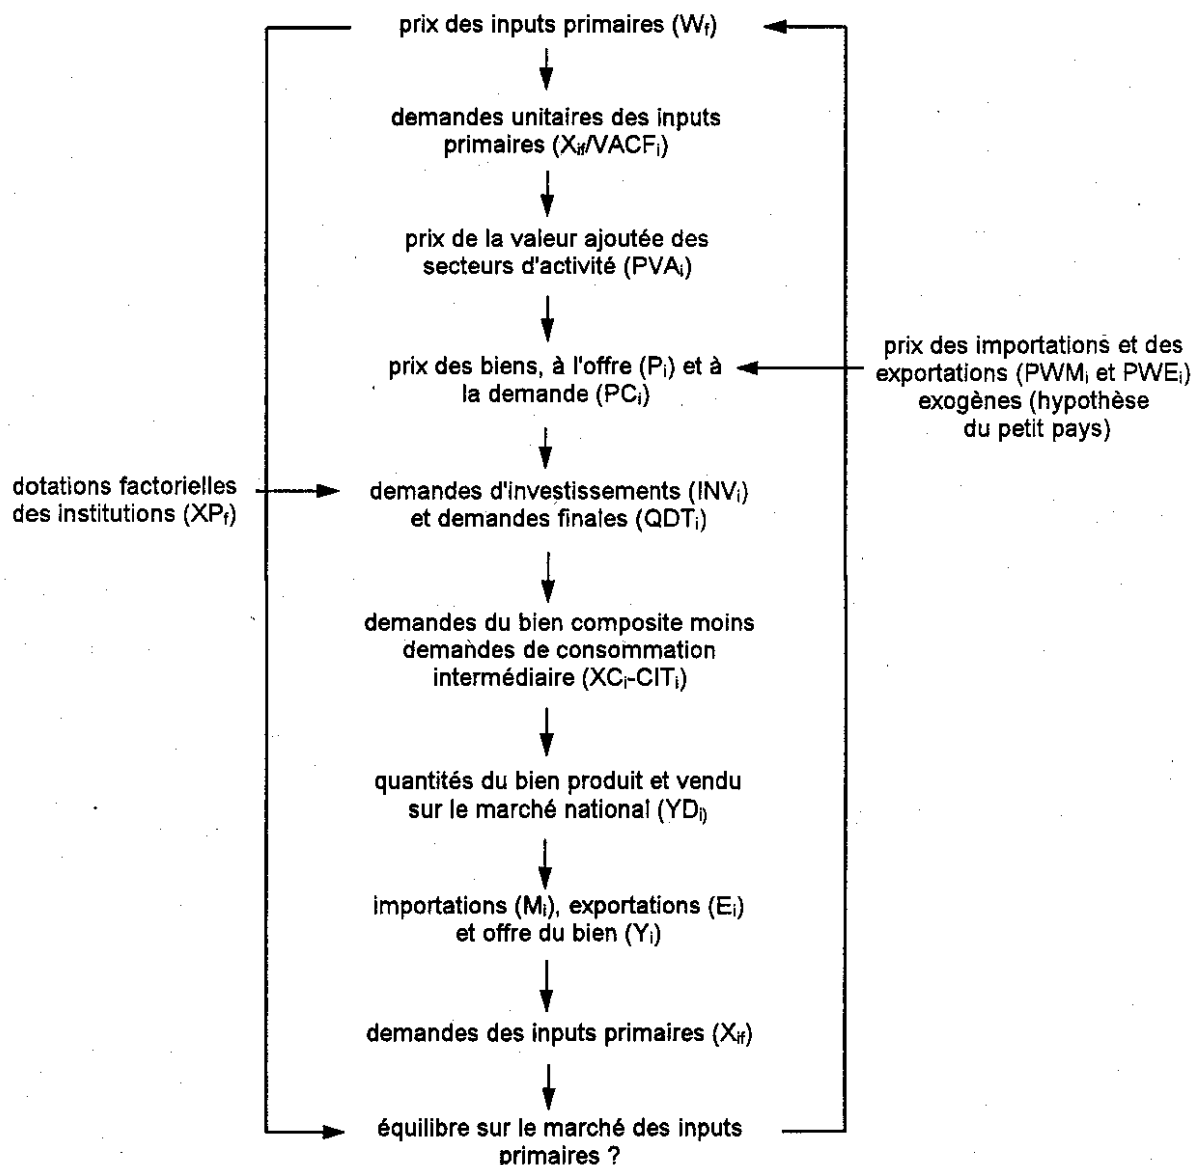 prix des inputs primaires (Wf)
demandes unitaires des inputs
primaires (Xif/VACFi)
prix de la valeur ajoutée des
secteurs d'activité (PVAi)
prix des biens, à l'offre (Pi) et à
la demande (PCi)
prix des importations et des
exportations (PWMi et PWEi)
exogènes (hypothèse
du petit pays)
dotations factorielles
des institutions (XPf)
demandes d'investissements (INVi)
et demandes finales (QDTi)
demandes du bien composite moins
demandes de consommation
intermédiaire (XCi-CITi)
quantités du bien produit et vendu
sur le marché national (YDi)
importations (Mi), exportations (Ei)
et offre du bien (Yi)
demandes des inputs primaires (Xif)
équilibre sur le marché des inputs
primaires ?